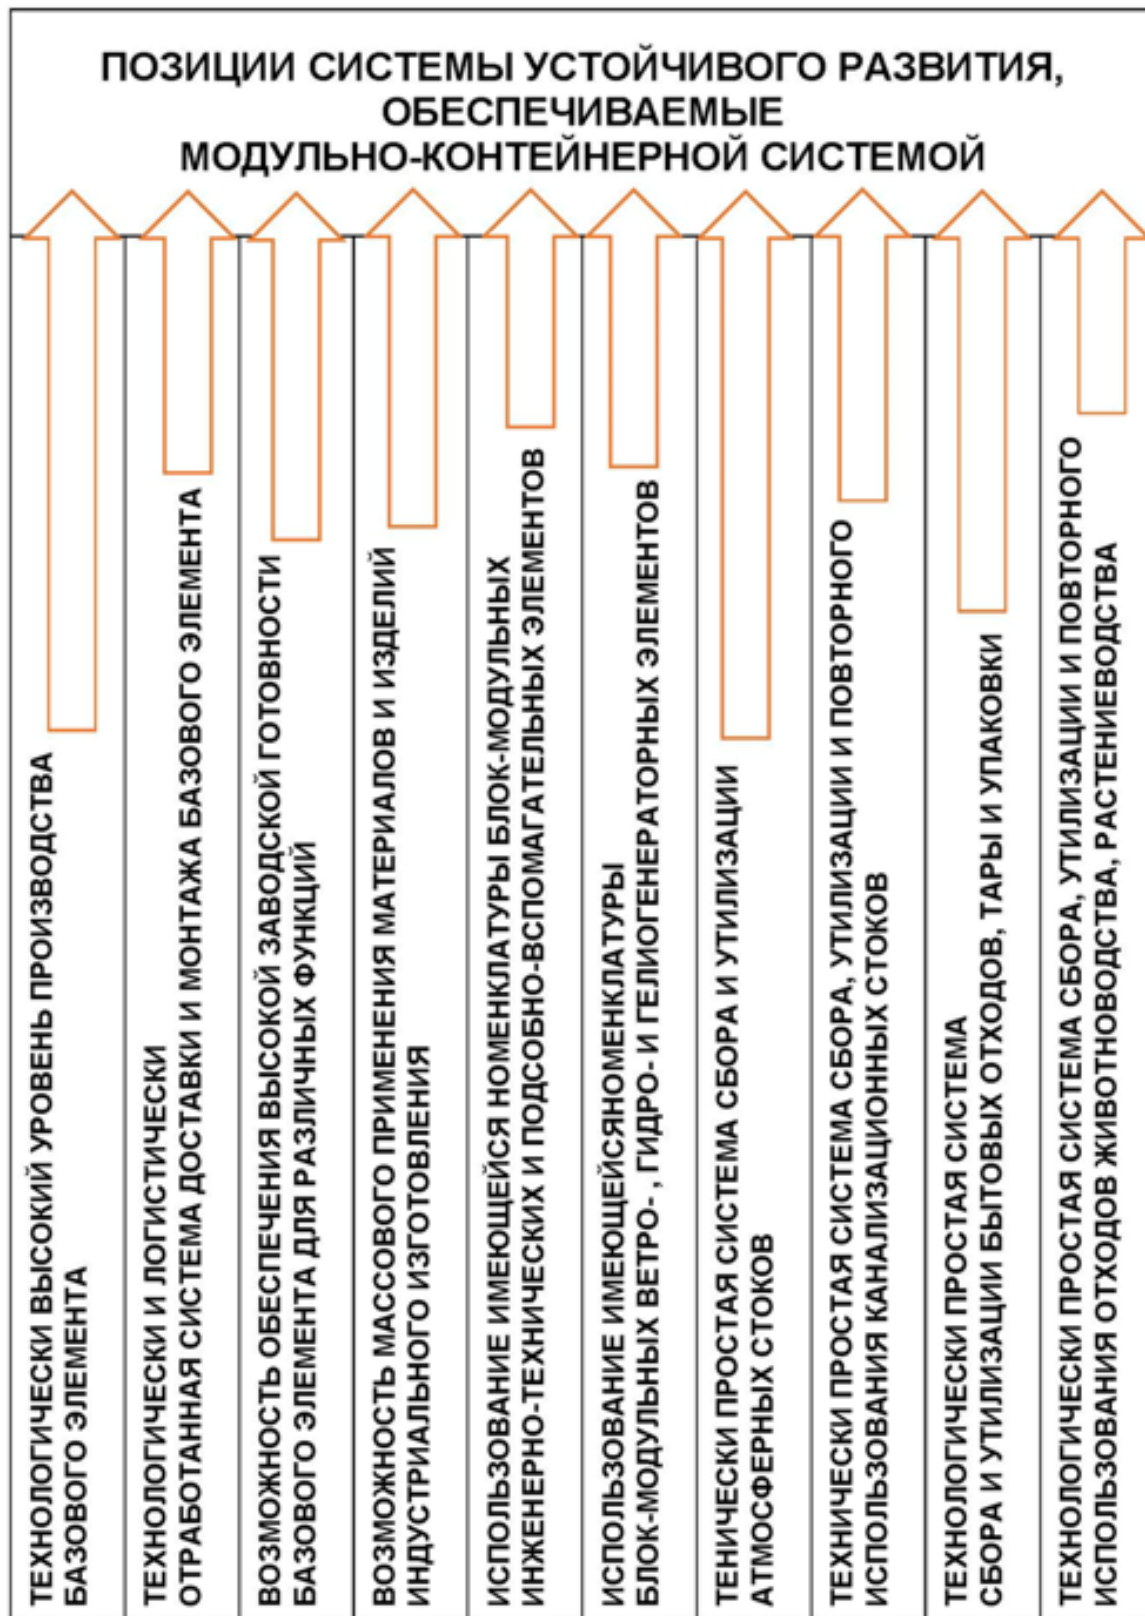 ПОЗИЦИИ СИСТЕМЫ УСТОЙЧИВОГО РАЗВИТИЯ,
ОБЕСПЕЧИВАЕМЫЕ
МОДУЛЬНО-КОНТЕЙНЕРНОЙ СИСТЕМОЙ
ТЕХНОЛОГИЧЕСКИ ВЫСОКИЙ УРОВЕНЬ ПРОИЗВОДСТВА
БАЗОВОГО ЭЛЕМЕНТА
ТЕХНОЛОГИЧЕСКИ И ЛОГИСТИЧЕСКИ
ОТРАБОТАННАЯ СИСТЕМА ДОСТАВКИ И МОНТАЖА БАЗОВОГО ЭЛЕМЕНТА
ВОЗМОЖНОСТЬ ОБЕСПЕЧЕНИЯ ВЫСОКОЙ ЗАВОДСКОЙ ГОТОВНОСТИ
БАЗОВОГО ЭЛЕМЕНТА ДЛЯ РАЗЛИЧНЫХ ФУНКЦИЙ
ВОЗМОЖНОСТЬ МАССОВОГО ПРИМЕНЕНИЯ МАТЕРИАЛОВ И ИЗДЕЛИЙ
ИНДУСТРИАЛЬНОГО ИЗГОТОВЛЕНИЯ
ИСПОЛЬЗОВАНИЕ ИМЕЮЩЕЙСЯ НОМЕНКЛАТУРЫ БЛОК-МОДУЛЬНЫХ
ИНЖЕНЕРНО-ТЕХНИЧЕСКИХ И ПОДСОБНО-ВСПОМАГАТЕЛЬНЫХ ЭЛЕМЕНТОВ
ИСПОЛЬЗОВАНИЕ ИМЕЮЩЕЙСЯНОМЕНКЛАТУРЫ
БЛОК-МОДУЛЬНЫХ ВЕТРО- , ГИДРО- И ГЕЛИОГЕНЕРАТОРНЫХ ЭЛЕМЕНТОВ
ТЕНИЧЕСКИ ПРОСТАЯ СИСТЕМА СБОРА И УТИЛИЗАЦИИ
АТМОСФЕРНЫХ СТОКОВ
ТЕХНИЧЕСКИ ПРОСТАЯ СИСТЕМА СБОРА, УТИЛИЗАЦИИ И ПОВТОРНОГО
ИСПОЛЬЗОВАНИЯ КАНАЛИЗАЦИОННЫХ СТОКОВ
ТЕХНОЛОГИЧЕСКИ ПРОСТАЯ СИСТЕМА
СБОРА И УТИЛИЗАЦИИ БЫТОВЫХ ОТХОДОВ, ТАРЫ И УПАКОВКИ
ТЕХНОЛОГИЧЕСКИ ПРОСТАЯ СИСТЕМА СБОРА, УТИЛИЗАЦИИ И ПОВТОРНОГО
ИСПОЛЬЗОВАНИЯ ОТХОДОВ ЖИВОТНОВОДСТВА, РАСТЕНИЕВОДСТВА